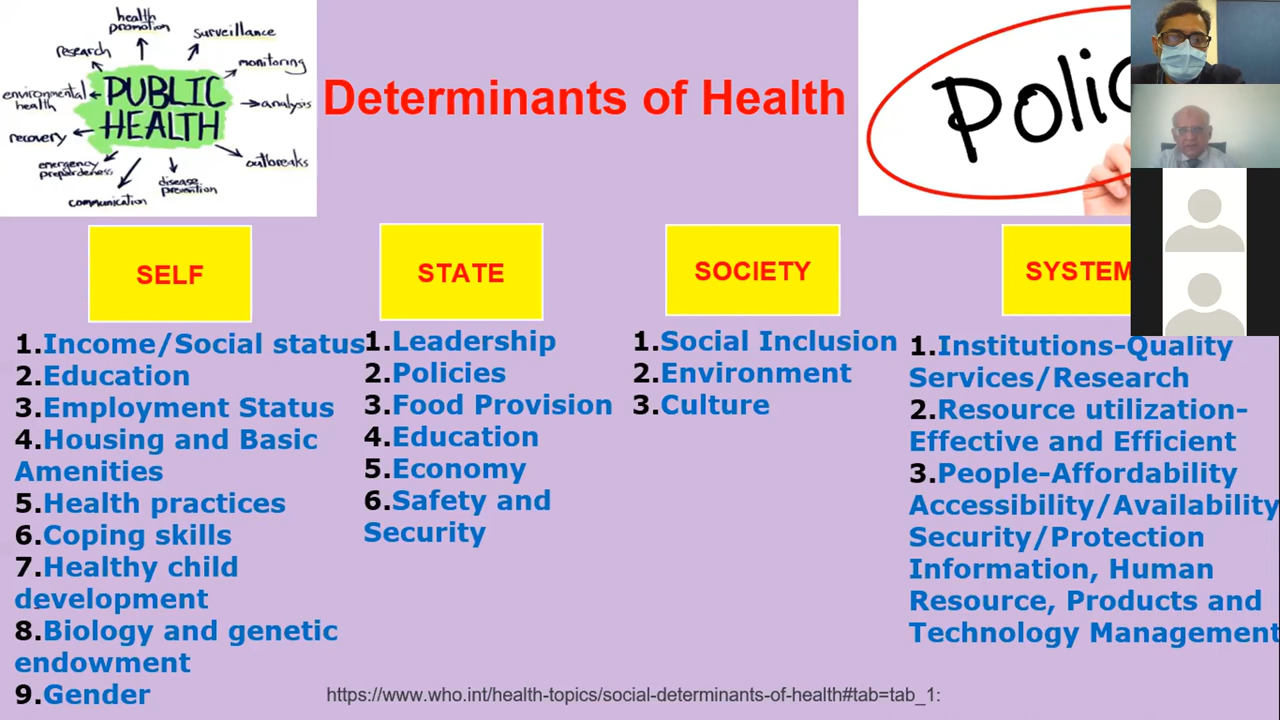 health
promotion
surveillance
research
monitoring
environmental
health
PUBLIC
HEALTH
analysis
recovery
outbreaks
emergency
preparedeness
disease
prevention
communication
Determinants of Health
SELF
1.Income/Social status
2.Education
3.Employment Status
4.Housing and Basic
Amenities
5.Health practices
6.Coping skills
7.Healthy child
development
8.Biology and genetic
endowment
9.Gender
STATE
1.Leadership
2.Policies
3.Food Provision
4.Education
5.Economy
6.Safety and
Security
SOCIETY
1.Social Inclusion
2.Environment
3.Culture
SYSTEM
1.Institutions-Quality
Services/Research
2.Resource utilization-
Effective and Efficient
3.People-Affordability
Accessibility/Availability
Security/Protection
Information, Human
Resource, Products and
Technology Management
https://www.who.int/health-topics/social-determinants-of-health#tab=tab_1: